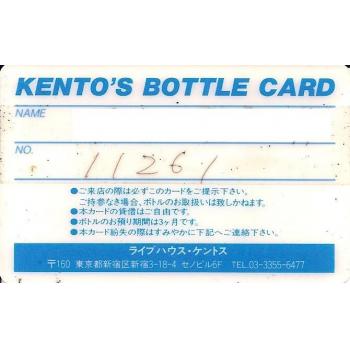 KENTO'S BOTTLE CARD
NAME
NO.
11261
●ご来店の際は必ずこのカードをご提示下さい。
ご持参なき場合、ボトルのお取扱いは致しかねます。
●本カードの貸借はご自由です。
●ボトルのお預り期間は3ヶ月です。
●本カード紛失の際はすみやかに下記へご連絡下さい。
ライブハウス・ケントス
〒160 東京都新宿区新宿3-18-4 セノビル6F TEL.03-3355-6477